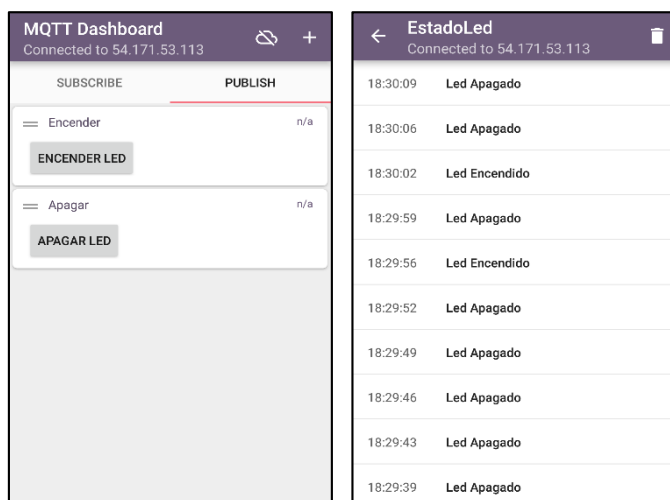 MQTT Dashboard
Connected to 54.171.53.113
SUBSCRIBE PUBLISH
Encender n/a
ENCENDER LED
Apagar n/a
APAGAR LED
EstadoLed
Connected to 54.171.53.113
18:30:09 Led Apagado
18:30:06 Led Apagado
18:30:02 Led Encendido
18:29:59 Led Apagado
18:29:56 Led Encendido
18:29:52 Led Apagado
18:29:49 Led Apagado
18:29:46 Led Apagado
18:29:43 Led Apagado
18:29:39 Led Apagado